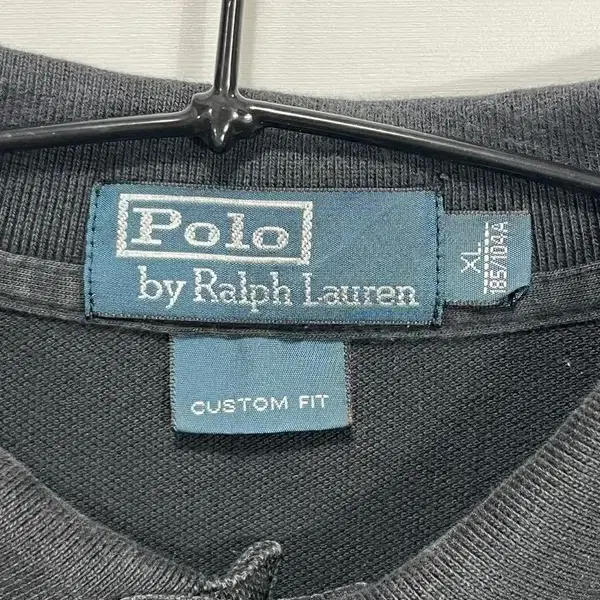 Polo
by Ralph Lauren
XL
185/104A
CUSTOM FIT